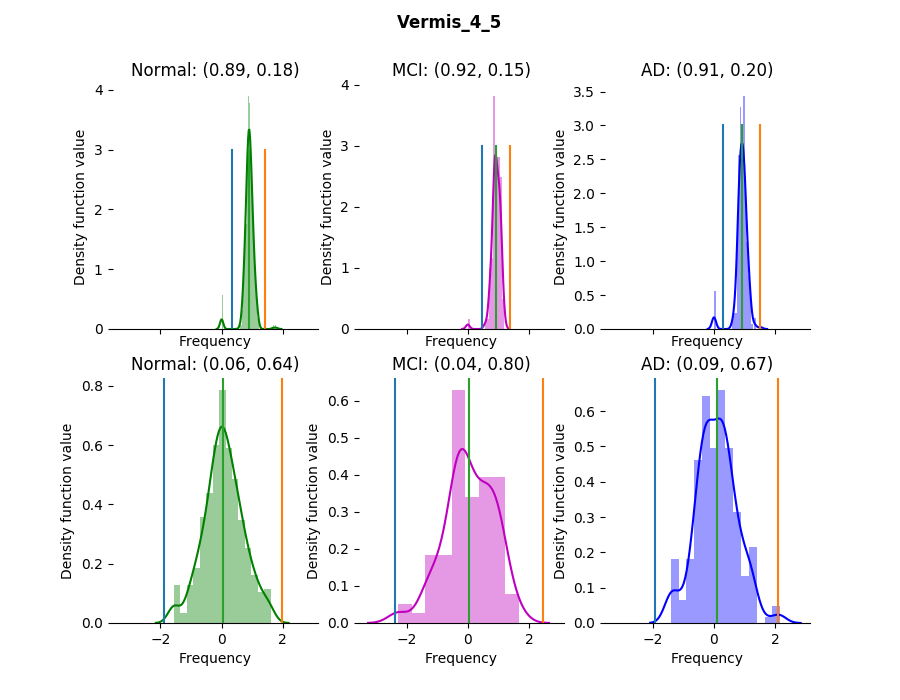 Vermis_4_5
Normal: (0.89, 0.18)
MCI: (0.92, 0.15)
AD: (0.91, 0.20)
Density function value
4
3
2
1
0
Frequency
Density function value
4
3
2
1
0
Frequency
Density function value
3.5
3.0
2.5
2.0
1.5
1.0
0.5
0.0
Frequency
Normal: (0.06, 0.64)
MCI: (0.04, 0.80)
AD: (0.09, 0.67)
Density function value
0.8
0.6
0.4
0.2
0.0
−2 0 2
Frequency
Density function value
0.6
0.5
0.4
0.3
0.2
0.1
0.0
−2 0 2
Frequency
Density function value
0.6
0.5
0.4
0.3
0.2
0.1
0.0
−2 0 2
Frequency